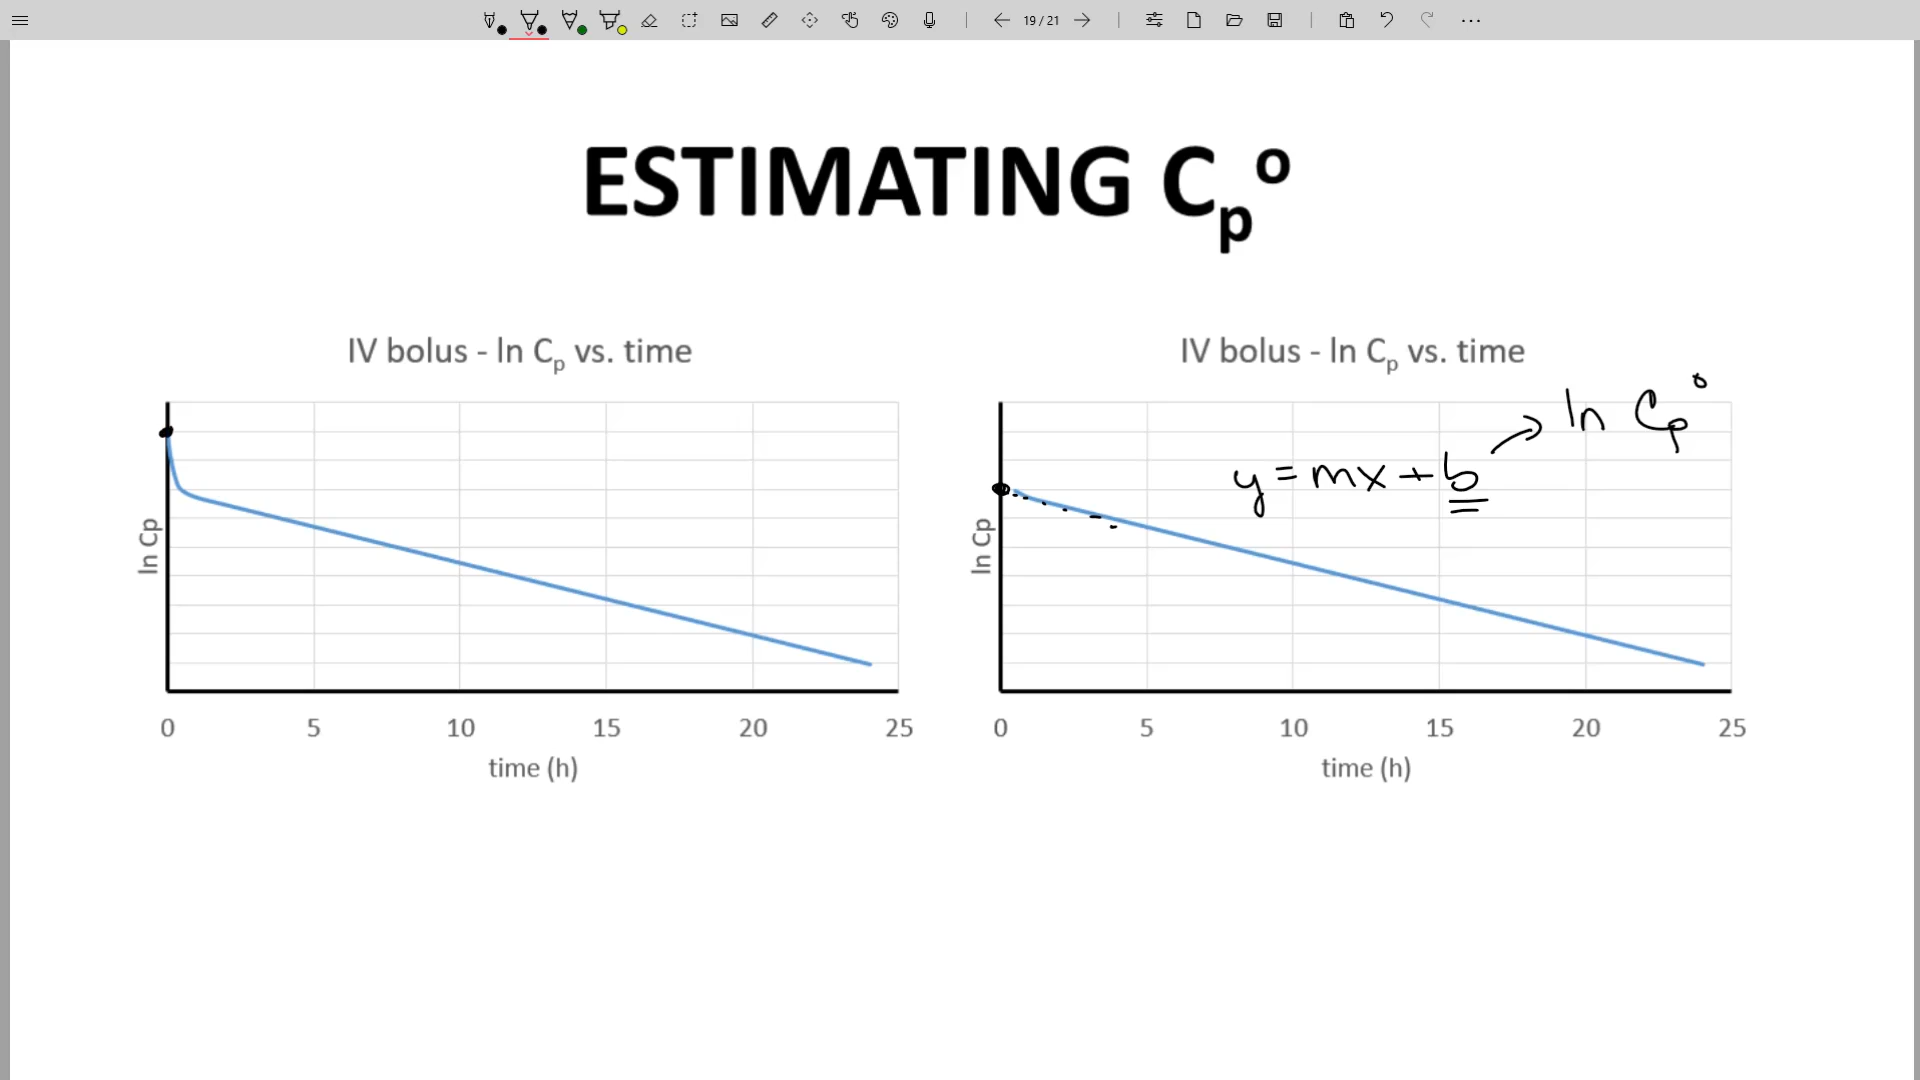 19 / 21
ESTIMATING Cp°
IV bolus - ln Cp vs. time
ln Cp
0 5 10 15 20 25
time (h)
IV bolus - ln Cp vs. time
ln Cp°
y = mx + b
ln Cp
0 5 10 15 20 25
time (h)